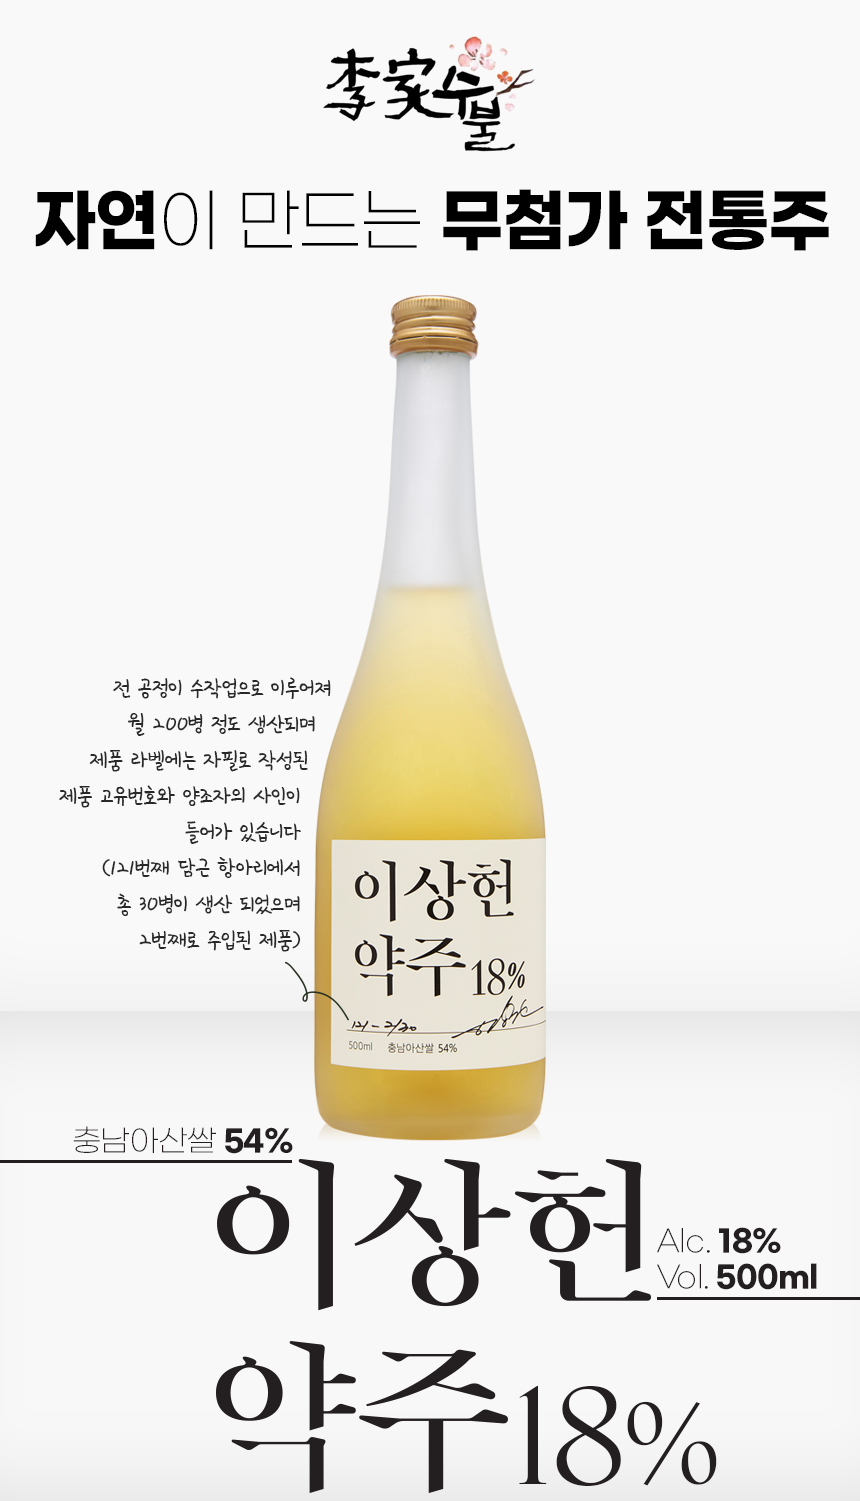 李家수불
자연이 만드는 무첨가 전통주
전 공정이 수작업으로 이루어져
월 200병 정도 생산되며
제품 라벨에는 자필로 작성된
제품 고유번호와 양조자의 사인이
들어가 있습니다
(121번째 담근 항아리에서
총 30병이 생산 되었으며
2번째로 주입된 제품)
이상헌
약주 18%
121-2/30
500ml 충남아산쌀 54%
충남아산쌀 54%
이상헌
Alc. 18%
Vol. 500ml
약주 18%